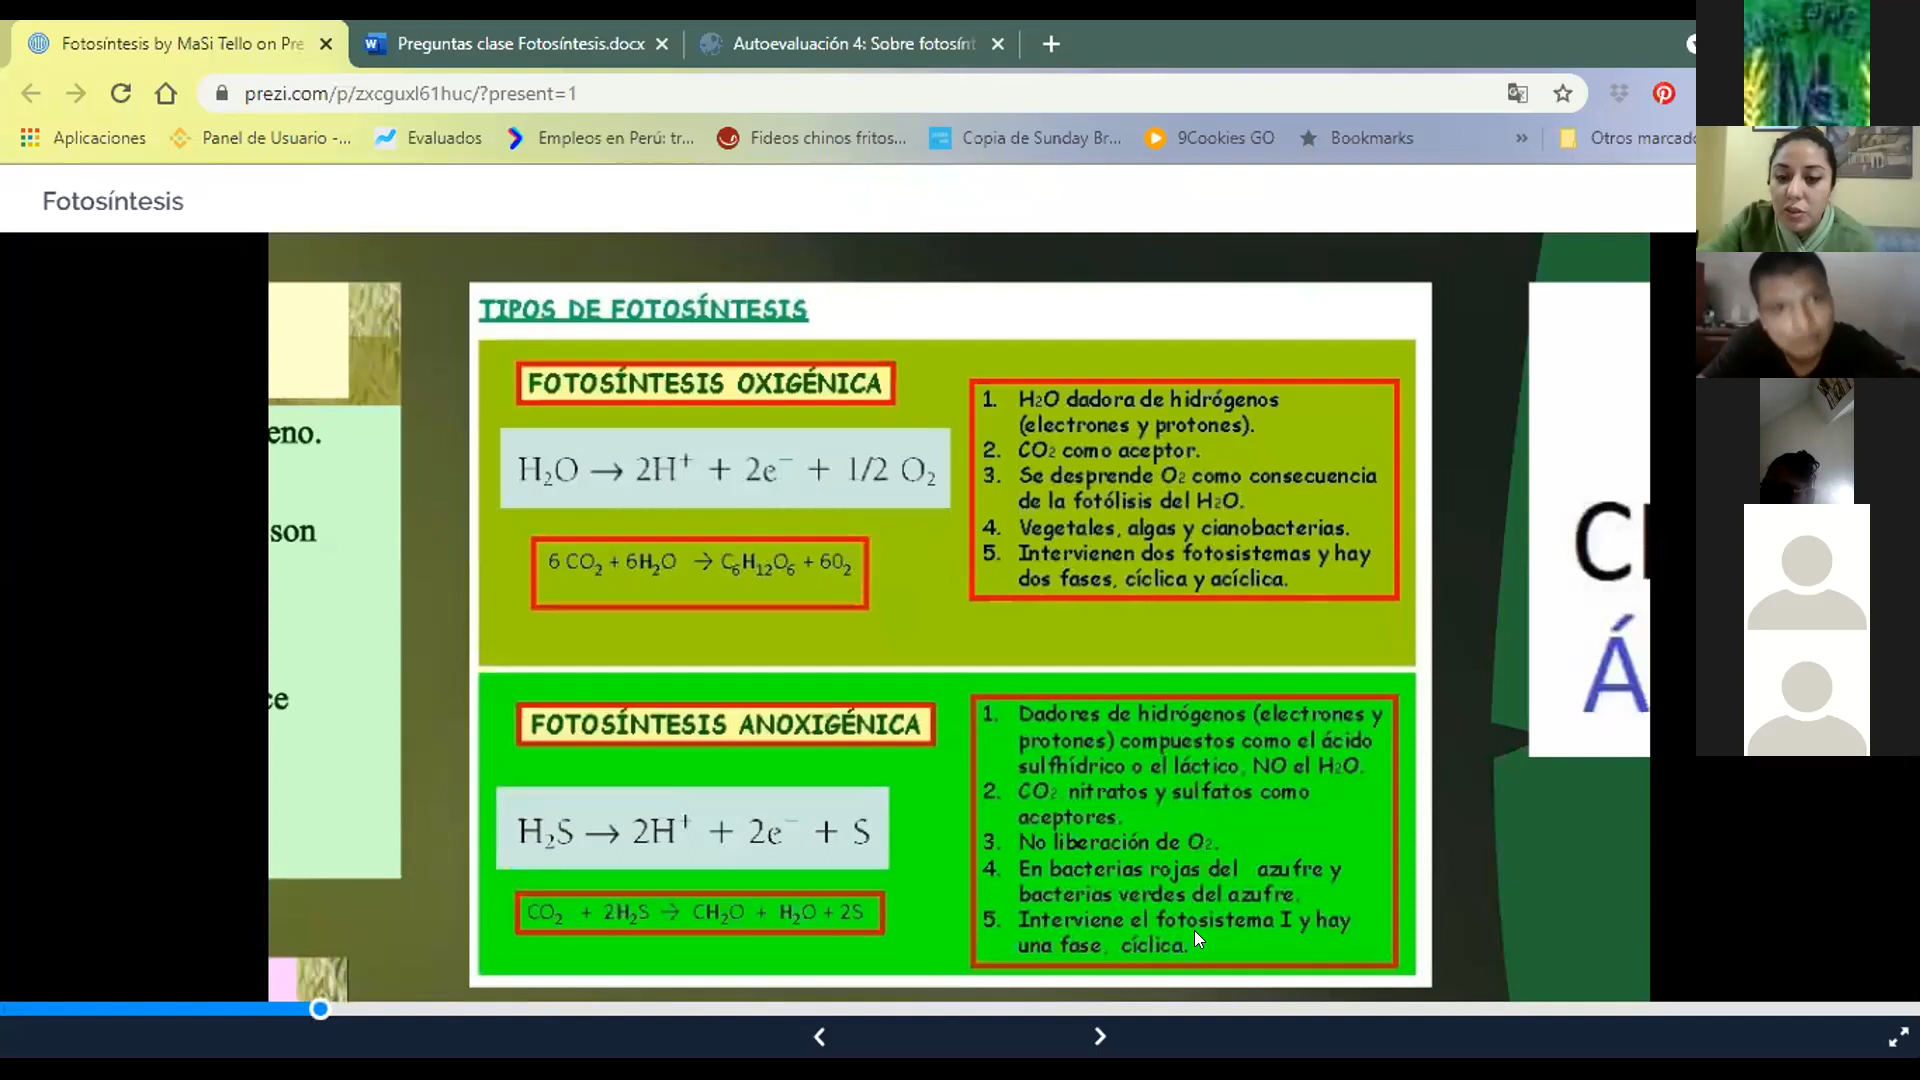 Fotosíntesis by MaSi Tello on Pre
Preguntas clase Fotosíntesis.docx
Autoevaluación 4: Sobre fotosínt
prezi.com/p/zxcguxl61huc/?present=1
Aplicaciones
Panel de Usuario -...
Evaluados
Empleos en Perú: tr...
Fideos chinos fritos...
Copia de Sunday Br...
9Cookies GO
Bookmarks
»
Otros marcado
Fotosíntesis
eno.
son
ce
TIPOS DE FOTOSÍNTESIS
FOTOSÍNTESIS OXIGÉNICA
H₂O → 2H⁺ + 2e⁻ + 1/2 O₂
6 CO₂ + 6H₂O → C₆H₁₂O₆ + 6O₂
1. H₂O dadora de hidrógenos
(electrones y protones).
2. CO₂ como aceptor.
3. Se desprende O₂ como consecuencia
de la fotólisis del H₂O.
4. Vegetales, algas y cianobacterias.
5. Intervienen dos fotosistemas y hay
dos fases, cíclica y acíclica.
FOTOSÍNTESIS ANOXIGÉNICA
H₂S → 2H⁺ + 2e⁻ + S
CO₂ + 2H₂S → CH₂O + H₂O + 2S
1. Dadores de hidrógenos (electrones y
protones) compuestos como el ácido
sulfhídrico o el láctico, NO el H₂O.
2. CO₂ nitratos y sulfatos como
aceptores.
3. No liberación de O₂.
4. En bacterias rojas del azufre y
bacterias verdes del azufre.
5. Interviene el fotosistema I y hay
una fase, cíclica.
C
Á